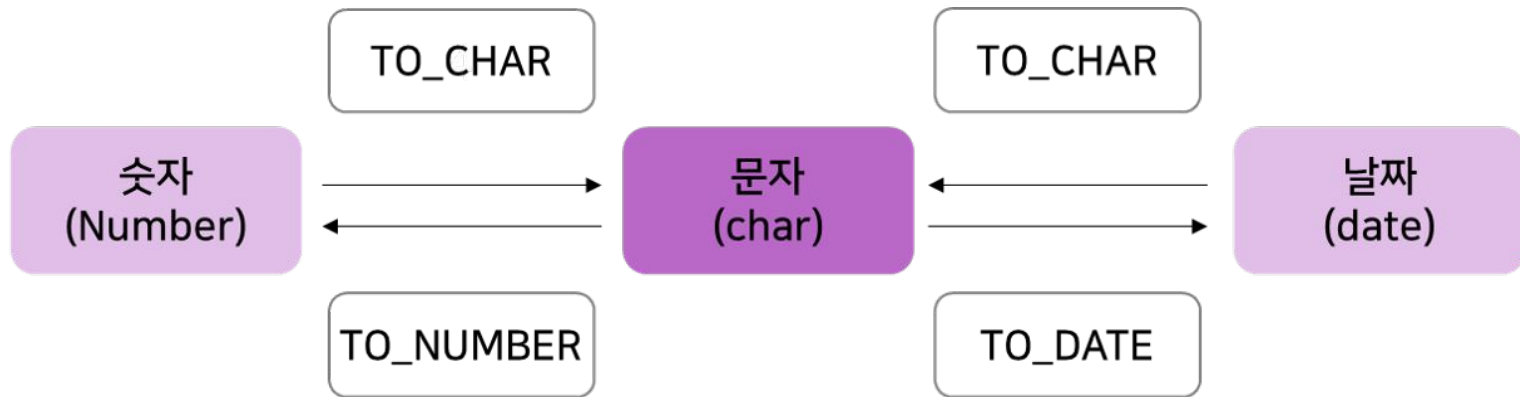 TO_CHAR
TO_CHAR
숫자
(Number)
문자
(char)
날짜
(date)
TO_NUMBER
TO_DATE